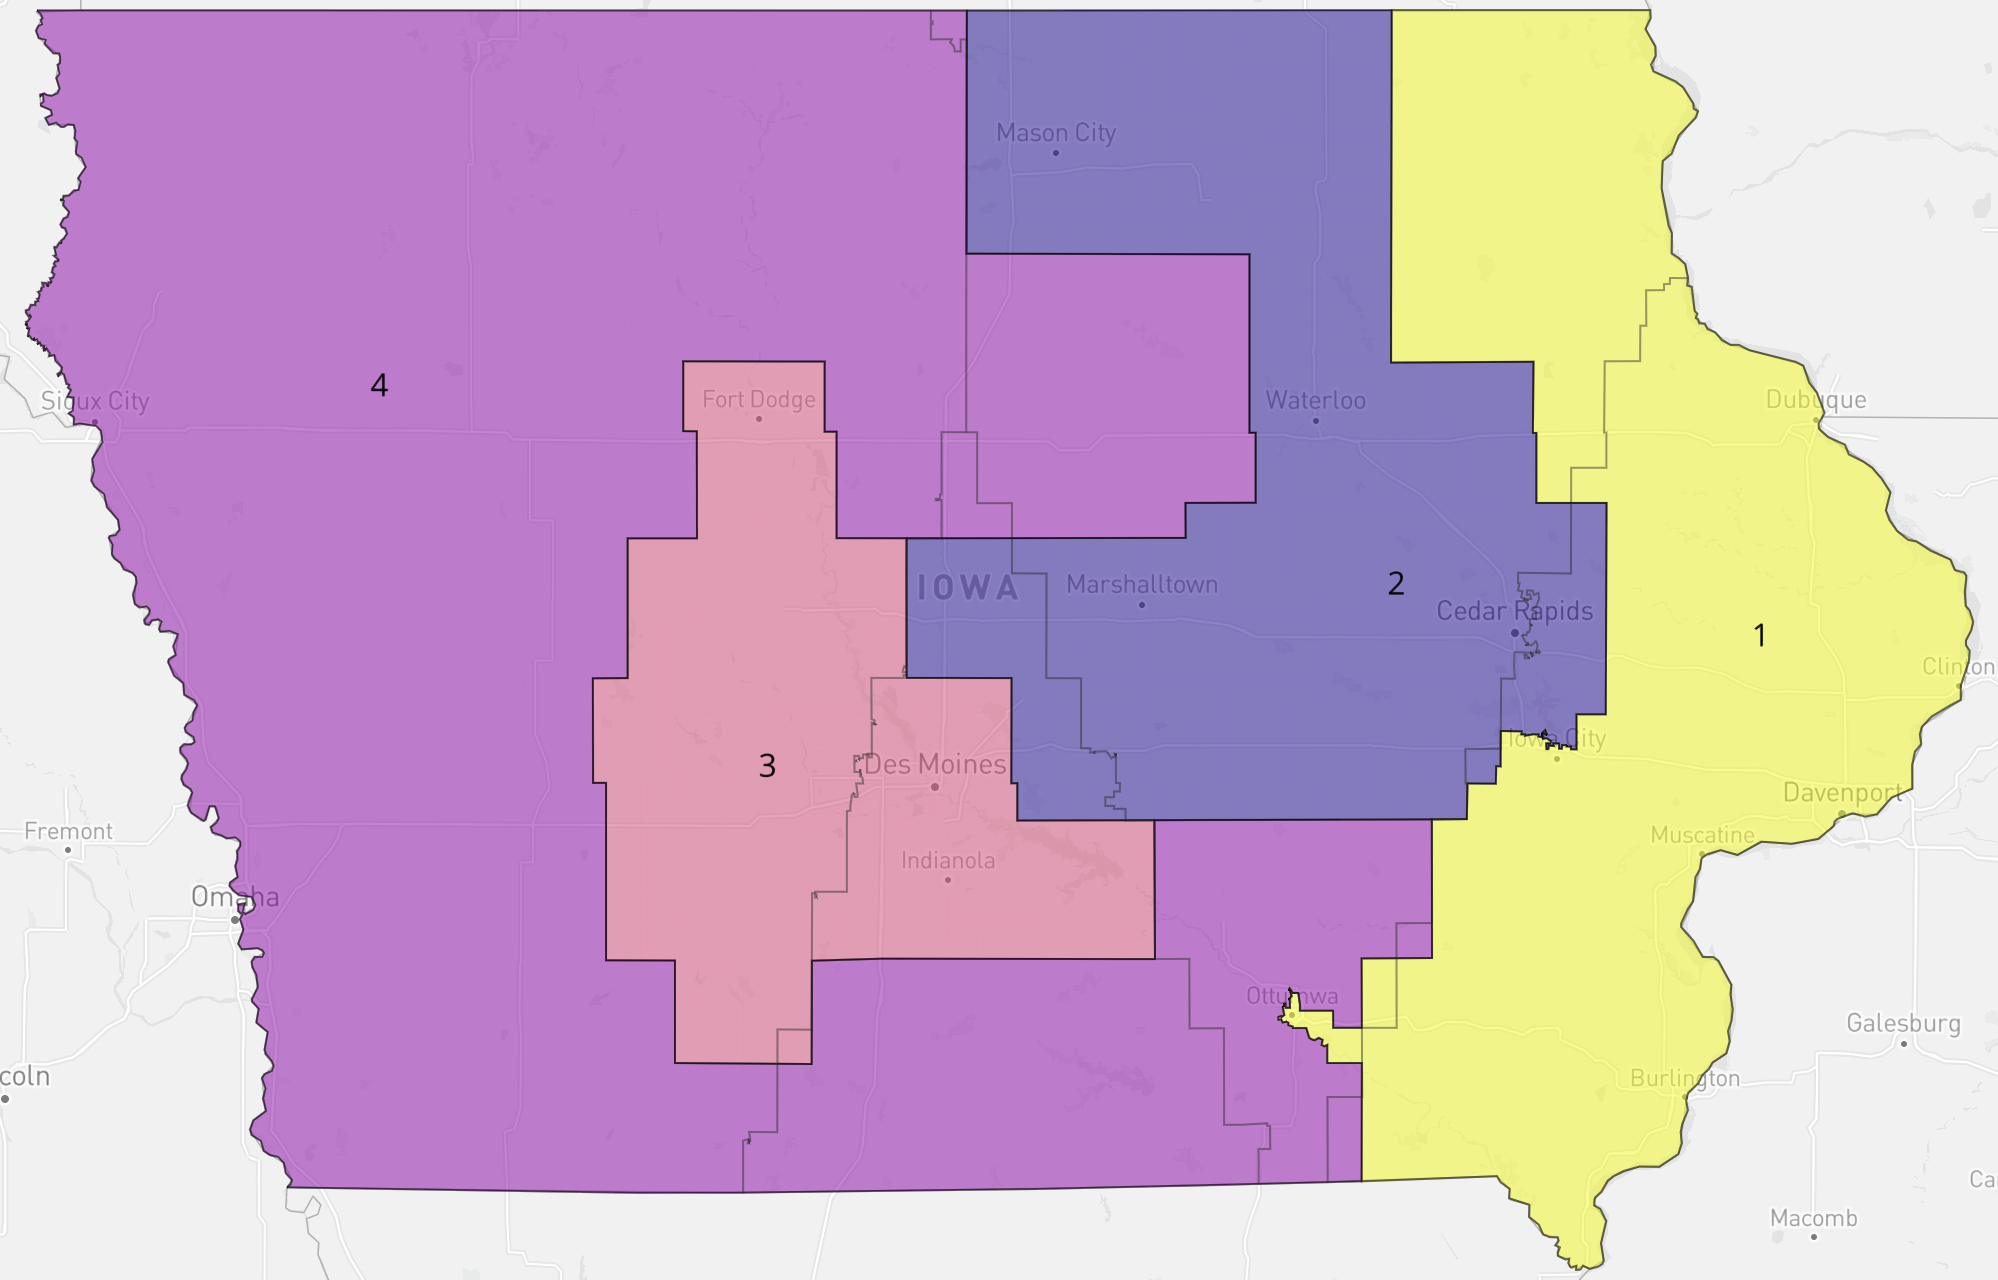 Mason City
4
Sioux City
Fort Dodge
Waterloo
Dubuque
IOWA
Marshalltown
2
Cedar Rapids
1
Clinton
3
Des Moines
Iowa City
Davenport
Fremont
Muscatine
Indianola
Omaha
Ottumwa
Galesburg
coln
Burlington
Ca
Macomb